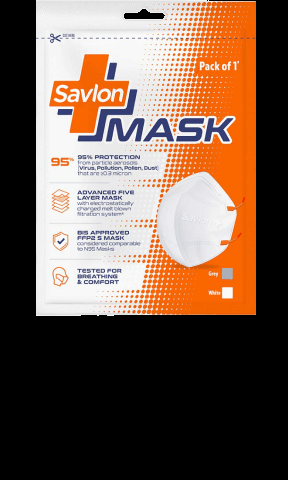 Pack of 1*
Savlon
MASK
95%
95% PROTECTION
from particle aerosols
(Virus, Pollution, Pollen, Dust)
that are ≥0.3 micron
ADVANCED FIVE
LAYER MASK
with electrostatically
charged melt blown
filtration system
BIS APPROVED
FFP2 S MASK
considered comparable
to N95 Masks
TESTED FOR
BREATHING
& COMFORT
Grey
White